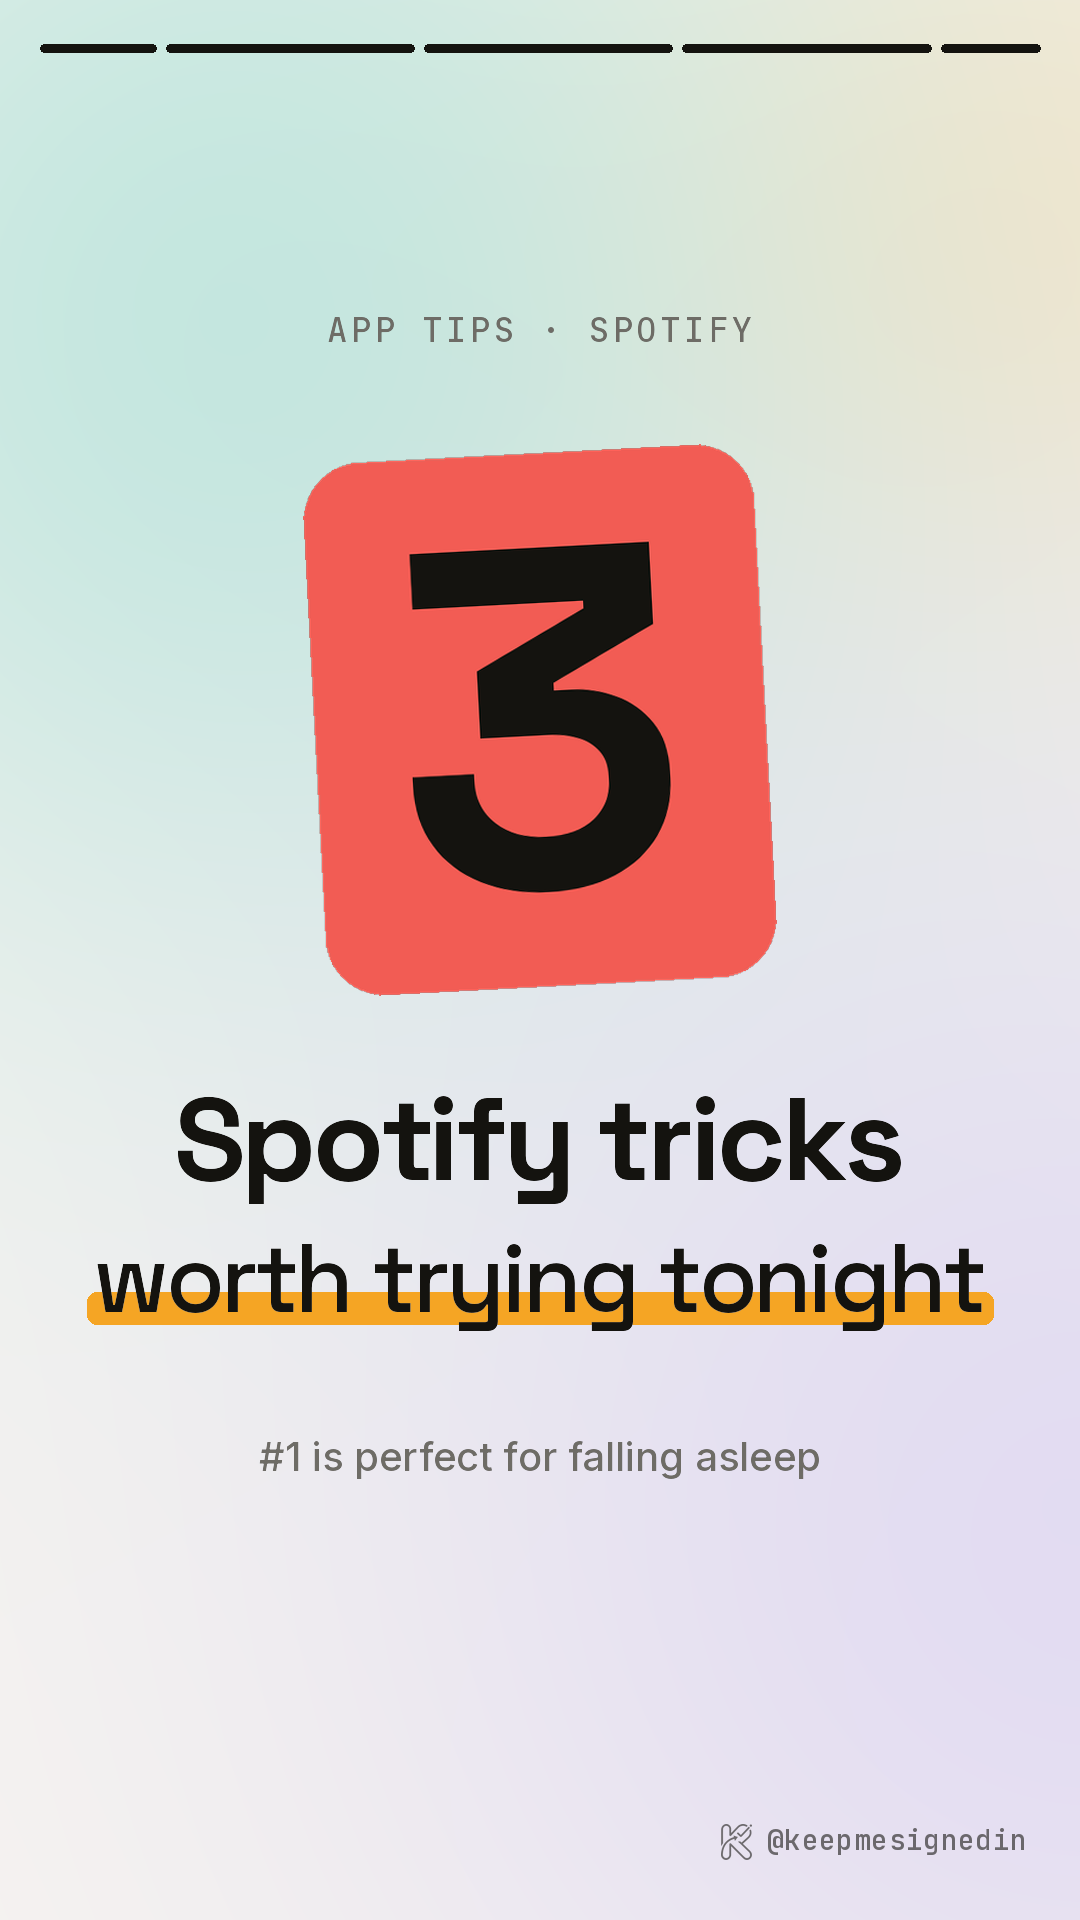 APP TIPS · SPOTIFY
3
Spotify tricks
worth trying tonight
#1 is perfect for falling asleep
@keepmesignedin